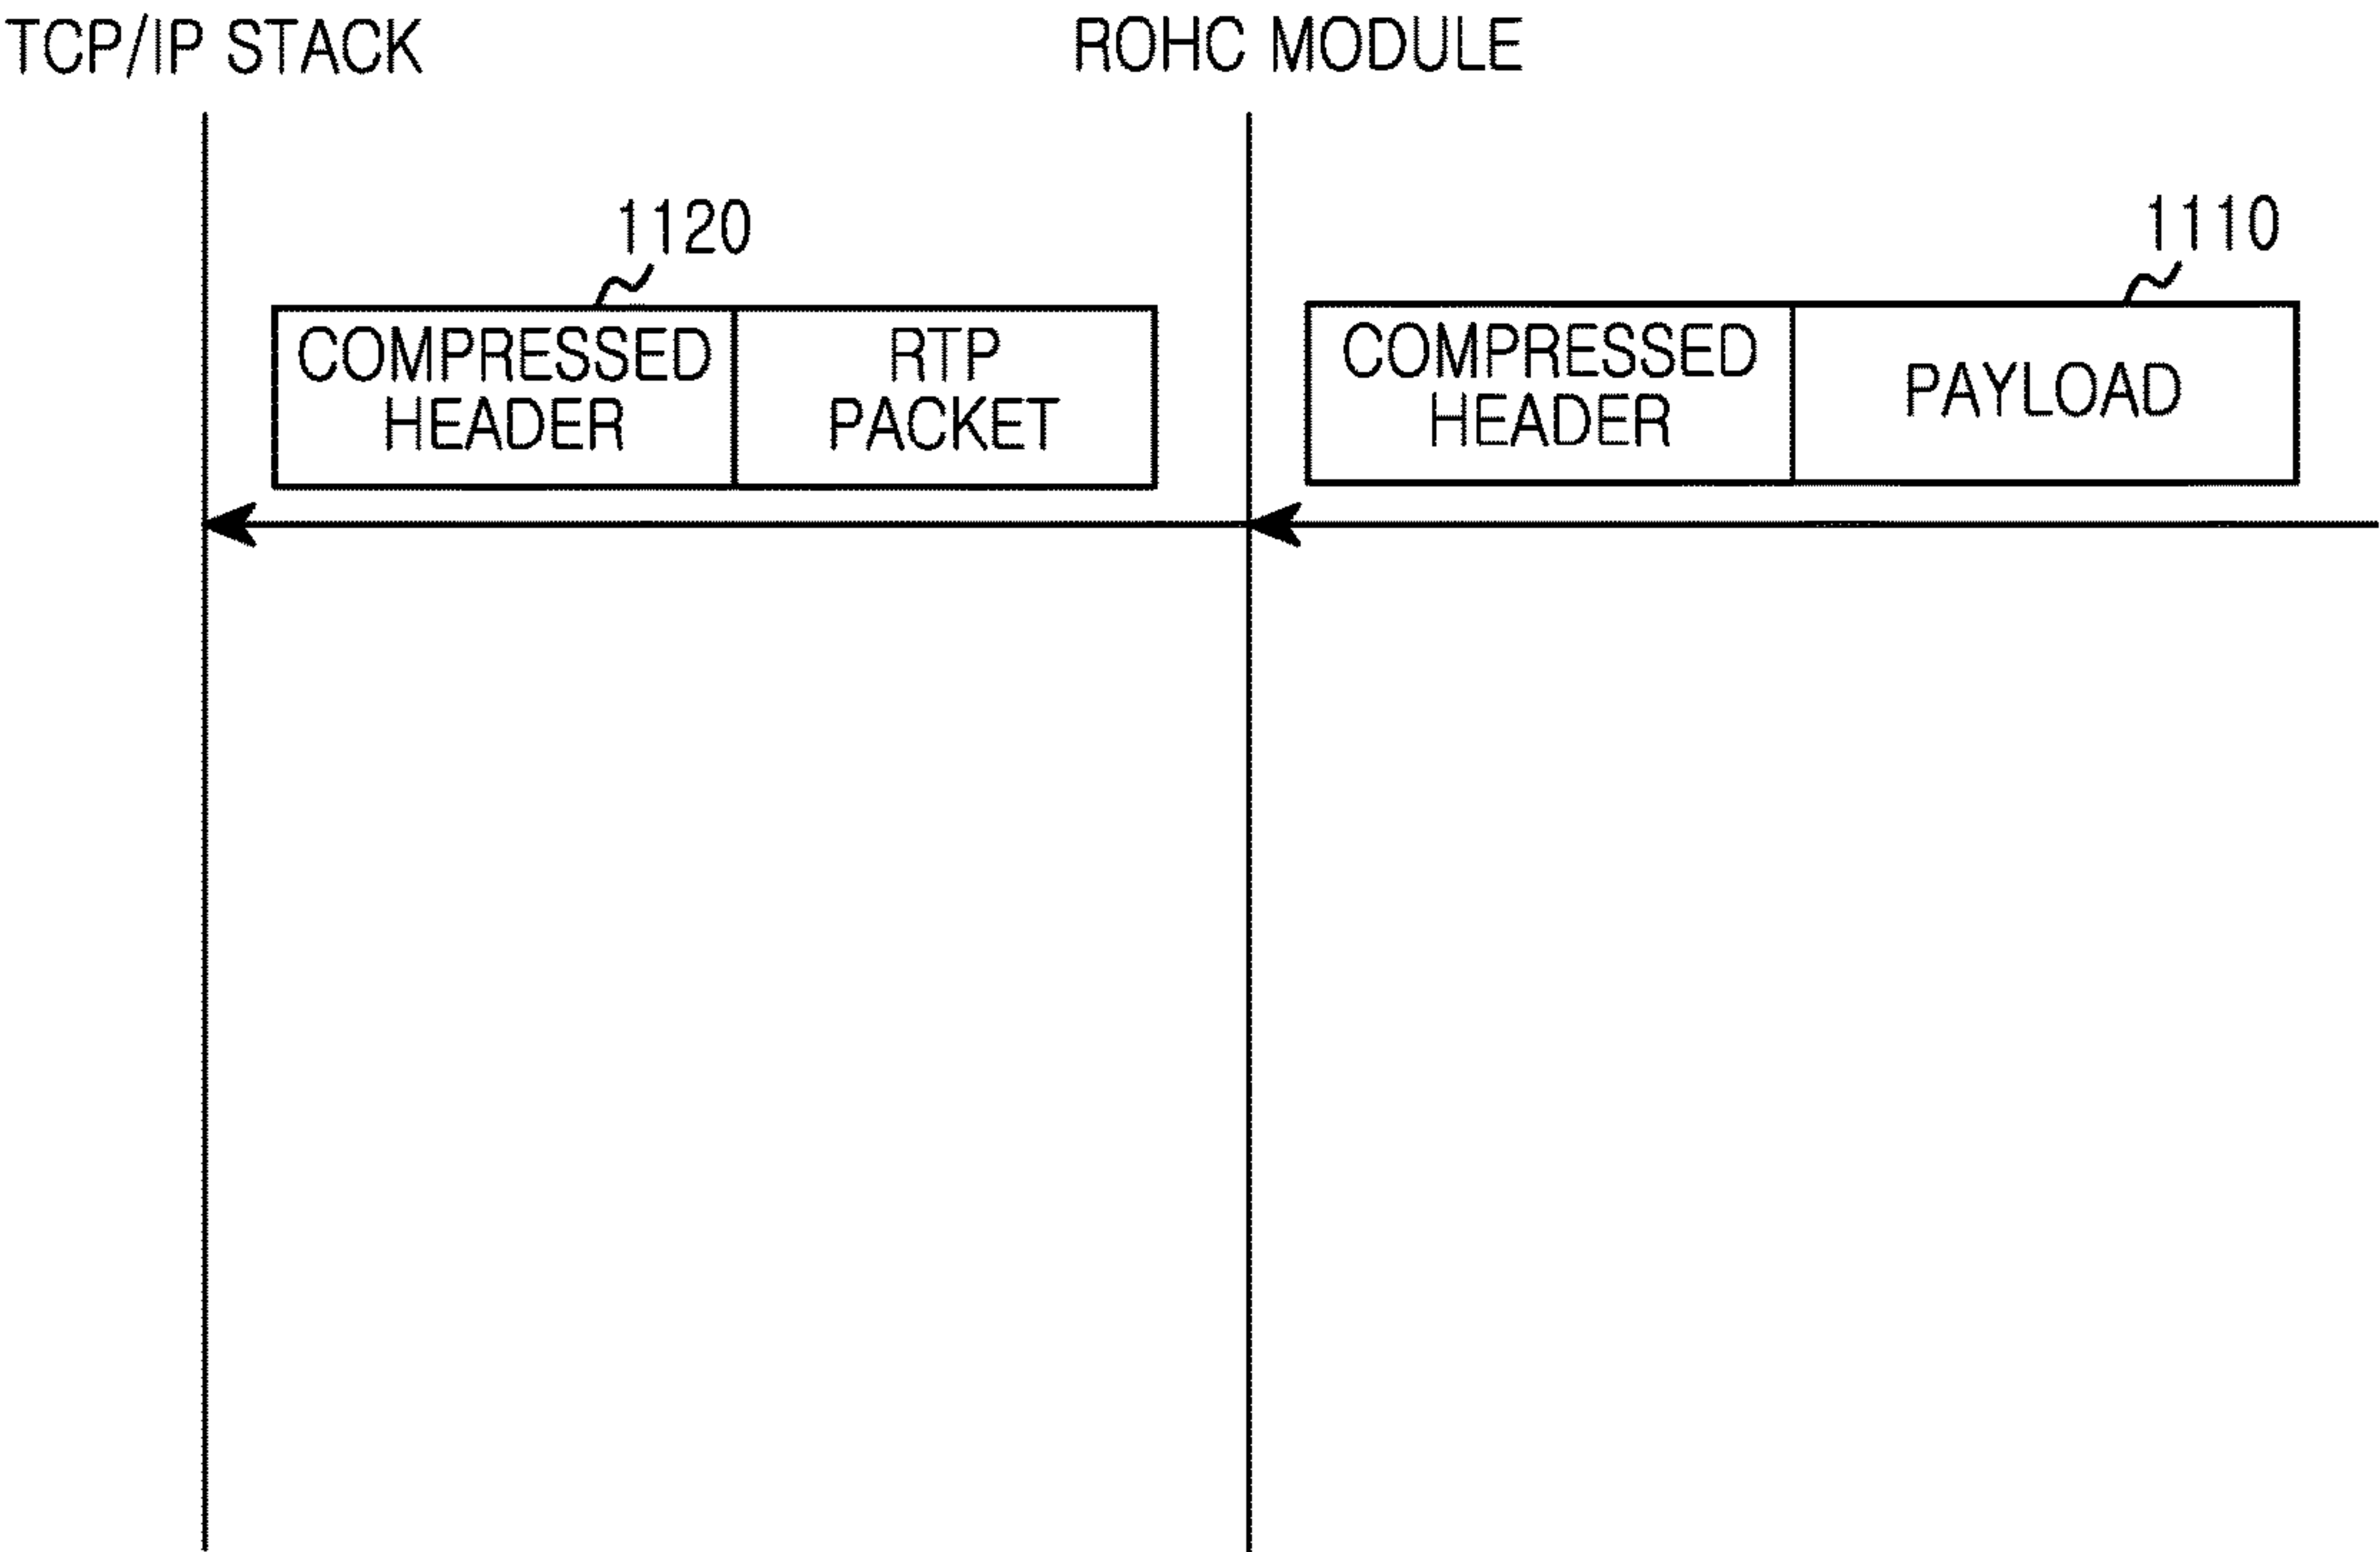 TCP/IP STACK
ROHC MODULE
1120
1110
COMPRESSED
HEADER
RTP
PACKET
COMPRESSED
HEADER
PAYLOAD